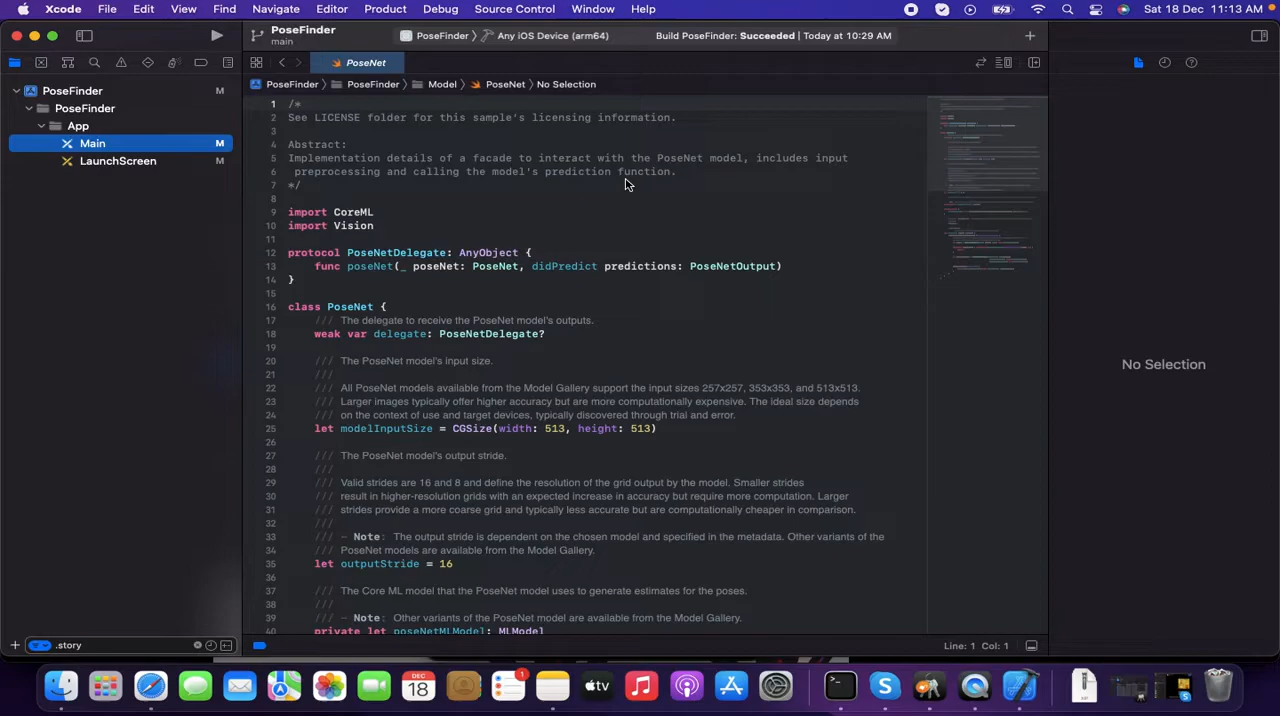 Xcode File Edit View Find Navigate Editor Product Debug Source Control Window Help Sat 18 Dec 11:13 AM
PoseFinder
main
PoseFinder Any iOS Device (arm64) Build PoseFinder: Succeeded | Today at 10:29 AM
PoseNet
PoseFinder PoseFinder Model PoseNet No Selection
PoseFinder M
PoseFinder
App
Main M
LaunchScreen M
1 /*
2 See LICENSE folder for this sample's licensing information.
3
4 Abstract:
5 Implementation details of a facade to interact with the PoseNet model, includes input
6 preprocessing and calling the model's prediction function.
7 */
8
9 import CoreML
10 import Vision
11
12 protocol PoseNetDelegate: AnyObject {
13 func poseNet(_ poseNet: PoseNet, didPredict predictions: PoseNetOutput)
14 }
15
16 class PoseNet {
17 /// The delegate to receive the PoseNet model's outputs.
18 weak var delegate: PoseNetDelegate?
19
20 /// The PoseNet model's input size.
21 ///
22 /// All PoseNet models available from the Model Gallery support the input sizes 257x257, 353x353, and 513x513.
23 /// Larger images typically offer higher accuracy but are more computationally expensive. The ideal size depends
24 /// on the context of use and target devices, typically discovered through trial and error.
25 let modelInputSize = CGSize(width: 513, height: 513)
26
27 /// The PoseNet model's output stride.
28 ///
29 /// Valid strides are 16 and 8 and define the resolution of the grid output by the model. Smaller strides
30 /// result in higher-resolution grids with an expected increase in accuracy but require more computation. Larger
31 /// strides provide a more coarse grid and typically less accurate but are computationally cheaper in comparison.
32 ///
33 /// - Note: The output stride is dependent on the chosen model and specified in the metadata. Other variants of the
34 /// PoseNet models are available from the Model Gallery.
35 let outputStride = 16
36
37 /// The Core ML model that the PoseNet model uses to generate estimates for the poses.
38 ///
39 /// - Note: Other variants of the PoseNet model are available from the Model Gallery.
40 private let poseNetMLModel: MLModel
No Selection
.story
Line: 1 Col: 1
DEC
18
1
tv